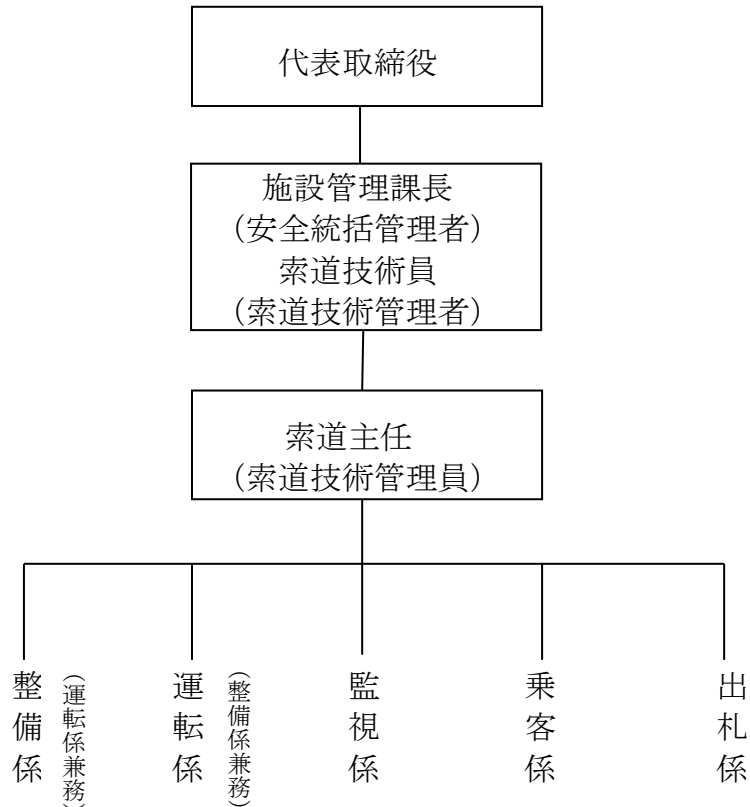 代表取締役
施設管理課長
（安全統括管理者）
索道技術員
（索道技術管理者）
索道主任
（索道技術管理員）
整備係
（運転係兼務）
運転係
（整備係兼務）
監視係
乗客係
出札係